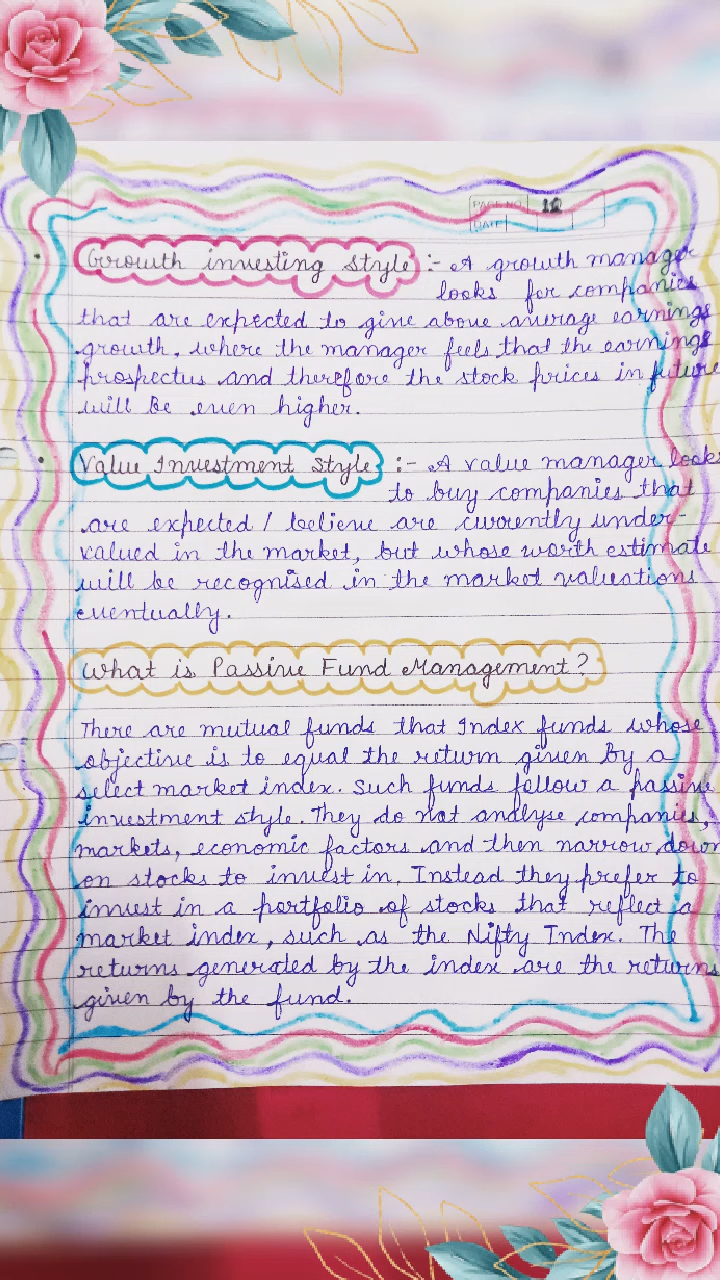 PAGE NO. 12
DATE
Growth investing style :- A growth manager
looks for companies
that are expected to give above average earnings
growth, where the manager feels that the earnings
prospectus and therefore the stock prices in future
will be even higher.
Value Investment Style :- A value manager looks
to buy companies that
are expected / believe are currently under-
valued in the market, but whose worth estimate
will be recognised in the market valuations
eventually.
What is Passive Fund Management?
There are mutual funds that Index funds whose
objective is to equal the return given by a
select market index. Such funds follow a passive
investment style. They do not analyse companies,
markets, economic factors and then narrow down
on stocks to invest in. Instead they prefer to
invest in a portfolio of stocks that reflect a
market index, such as the Nifty Index. The
returns generated by the index are the returns
given by the fund.